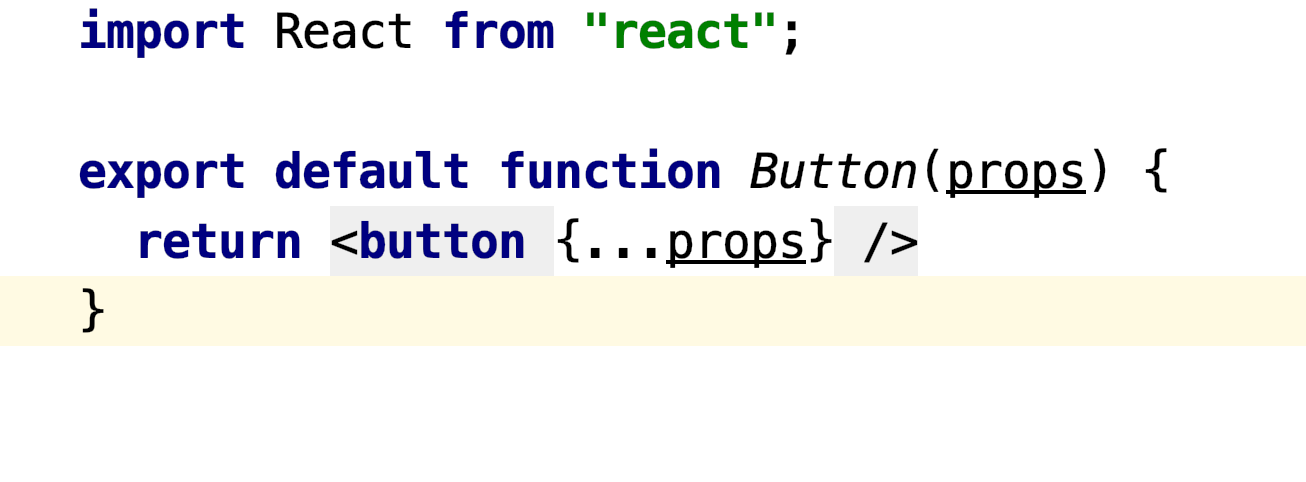 import React from "react";

export default function Button(props) {
  return <button {...props} />
}